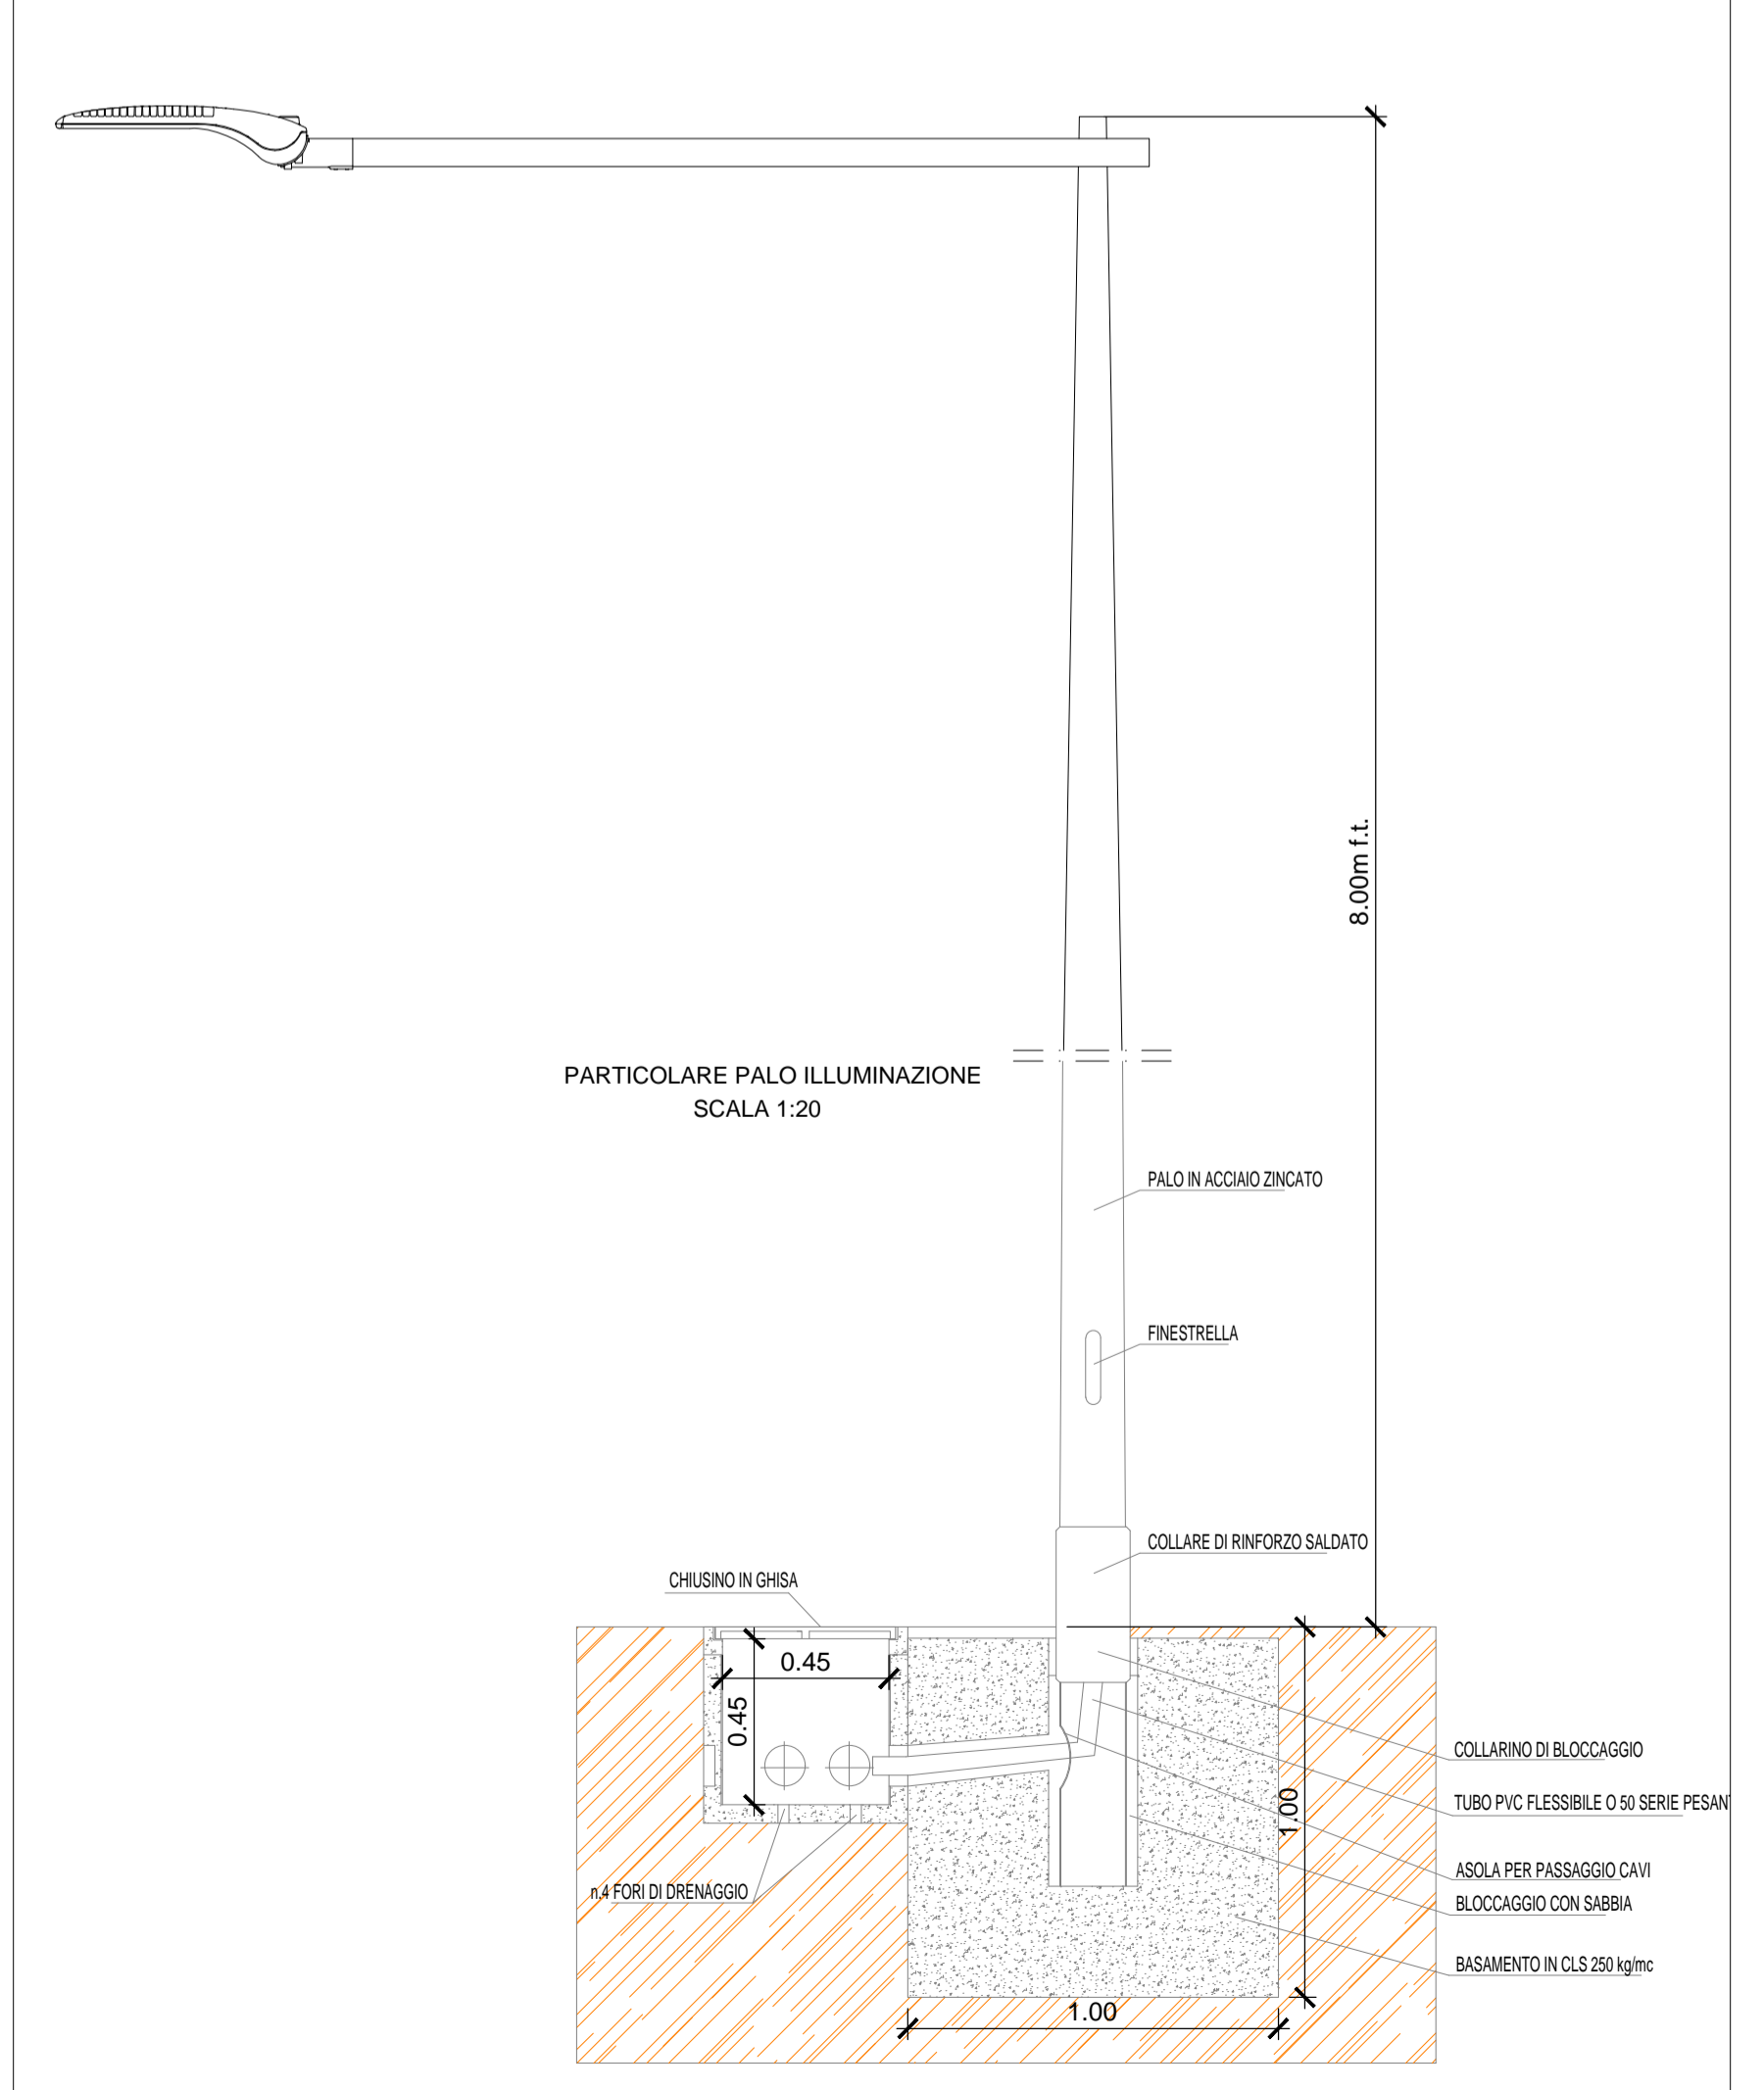 8.00m f.t.
PARTICOLARE PALO ILLUMINAZIONE
SCALA 1:20
PALO IN ACCIAIO ZINCATO
FINESTRELLA
COLLARE DI RINFORZO SALDATO
CHIUSINO IN GHISA
0.45
0.45
COLLARINO DI BLOCCAGGIO
TUBO PVC FLESSIBILE O 50 SERIE PESAN
1.00
ASOLA PER PASSAGGIO CAVI
n.4 FORI DI DRENAGGIO
BLOCCAGGIO CON SABBIA
BASAMENTO IN CLS 250 kg/mc
1.00